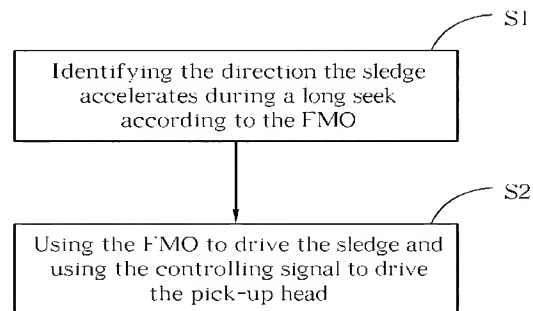 S1
Identifying the direction the sledge
accelerates during a long seek
according to the FMO
S2
Using the FMO to drive the sledge and
using the controlling signal to drive
the pick-up head